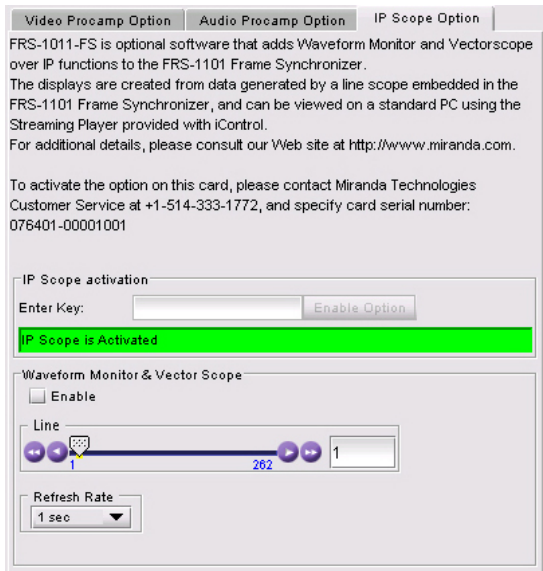 Video Procamp Option
Audio Procamp Option
IP Scope Option
FRS-1011-FS is optional software that adds Waveform Monitor and Vectorscope
over IP functions to the FRS-1101 Frame Synchronizer.
The displays are created from data generated by a line scope embedded in the
FRS-1101 Frame Synchronizer, and can be viewed on a standard PC using the
Streaming Player provided with iControl.
For additional details, please consult our Web site at http://www.miranda.com.
To activate the option on this card, please contact Miranda Technologies
Customer Service at +1-514-333-1772, and specify card serial number:
076401-00001001
IP Scope activation
Enter Key:
Enable Option
IP Scope is Activated
Waveform Monitor & Vector Scope
Enable
Line
1
262
1
Refresh Rate
1 sec